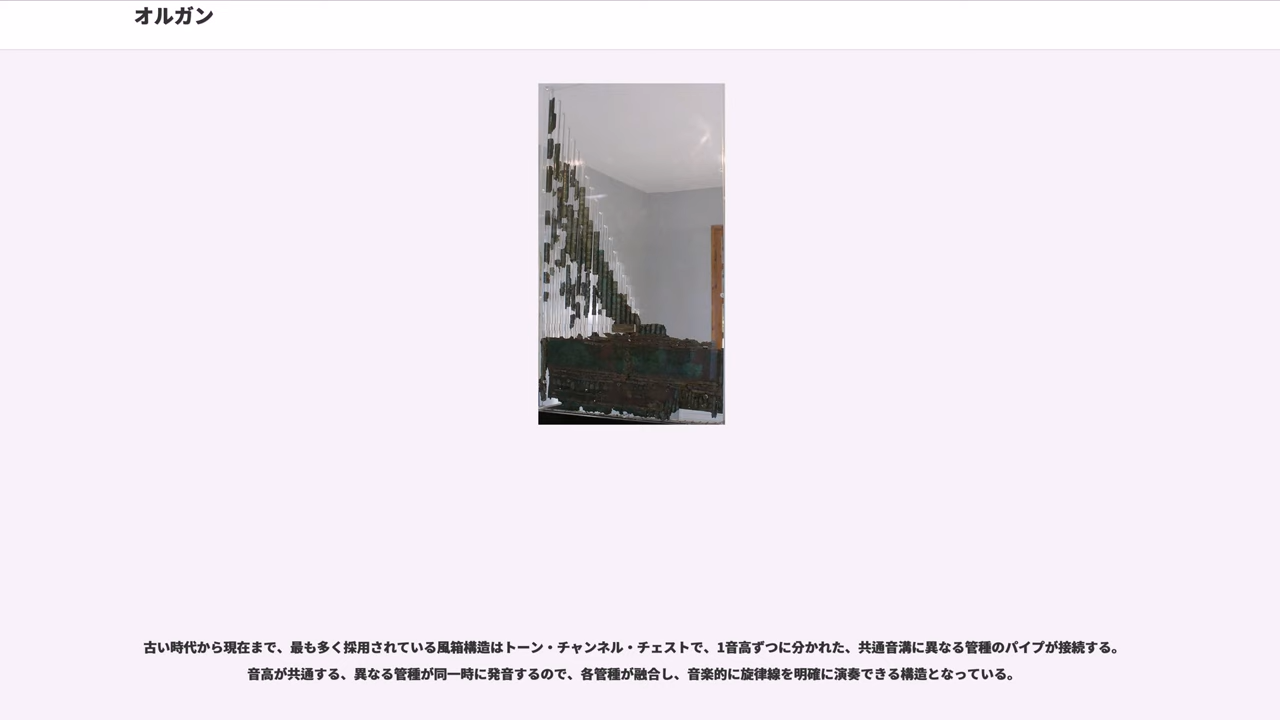 オルガン
古い時代から現在まで、最も多く採用されている風箱構造はトーン・チャンネル・チェストで、1音高ずつに分かれた、共通音溝に異なる管種のパイプが接続する。
音高が共通する、異なる管種が同一時に発音するので、各管種が融合し、音楽的に旋律線を明確に演奏できる構造となっている。